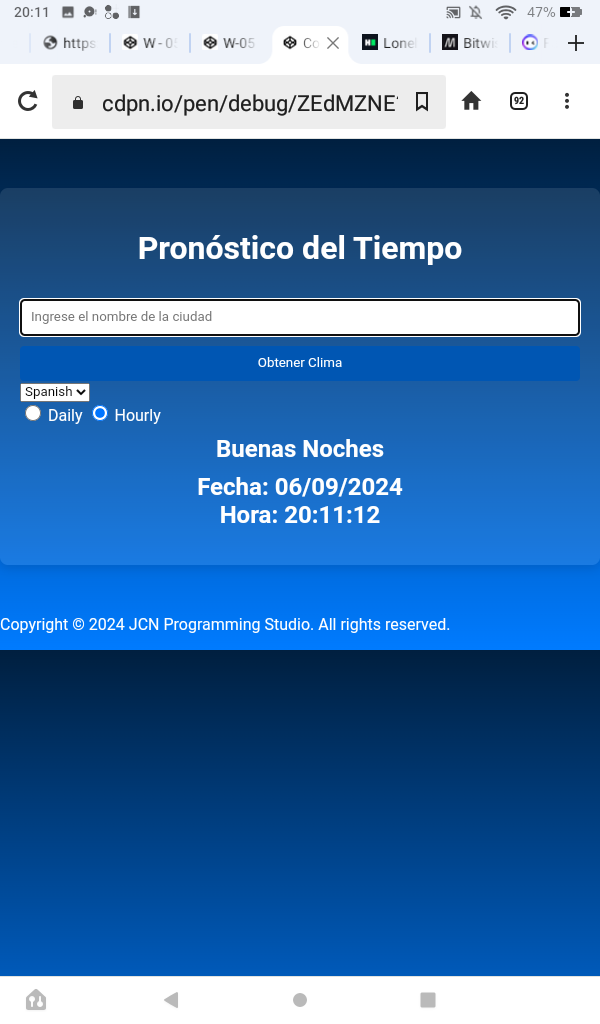 20:11
47%
https
W - 05
W-05
Co
Lonel
Bitwi
cdpn.io/pen/debug/ZEdMZNE
92
Pronóstico del Tiempo
Ingrese el nombre de la ciudad
Obtener Clima
Spanish
Daily Hourly
Buenas Noches
Fecha: 06/09/2024
Hora: 20:11:12
Copyright © 2024 JCN Programming Studio. All rights reserved.